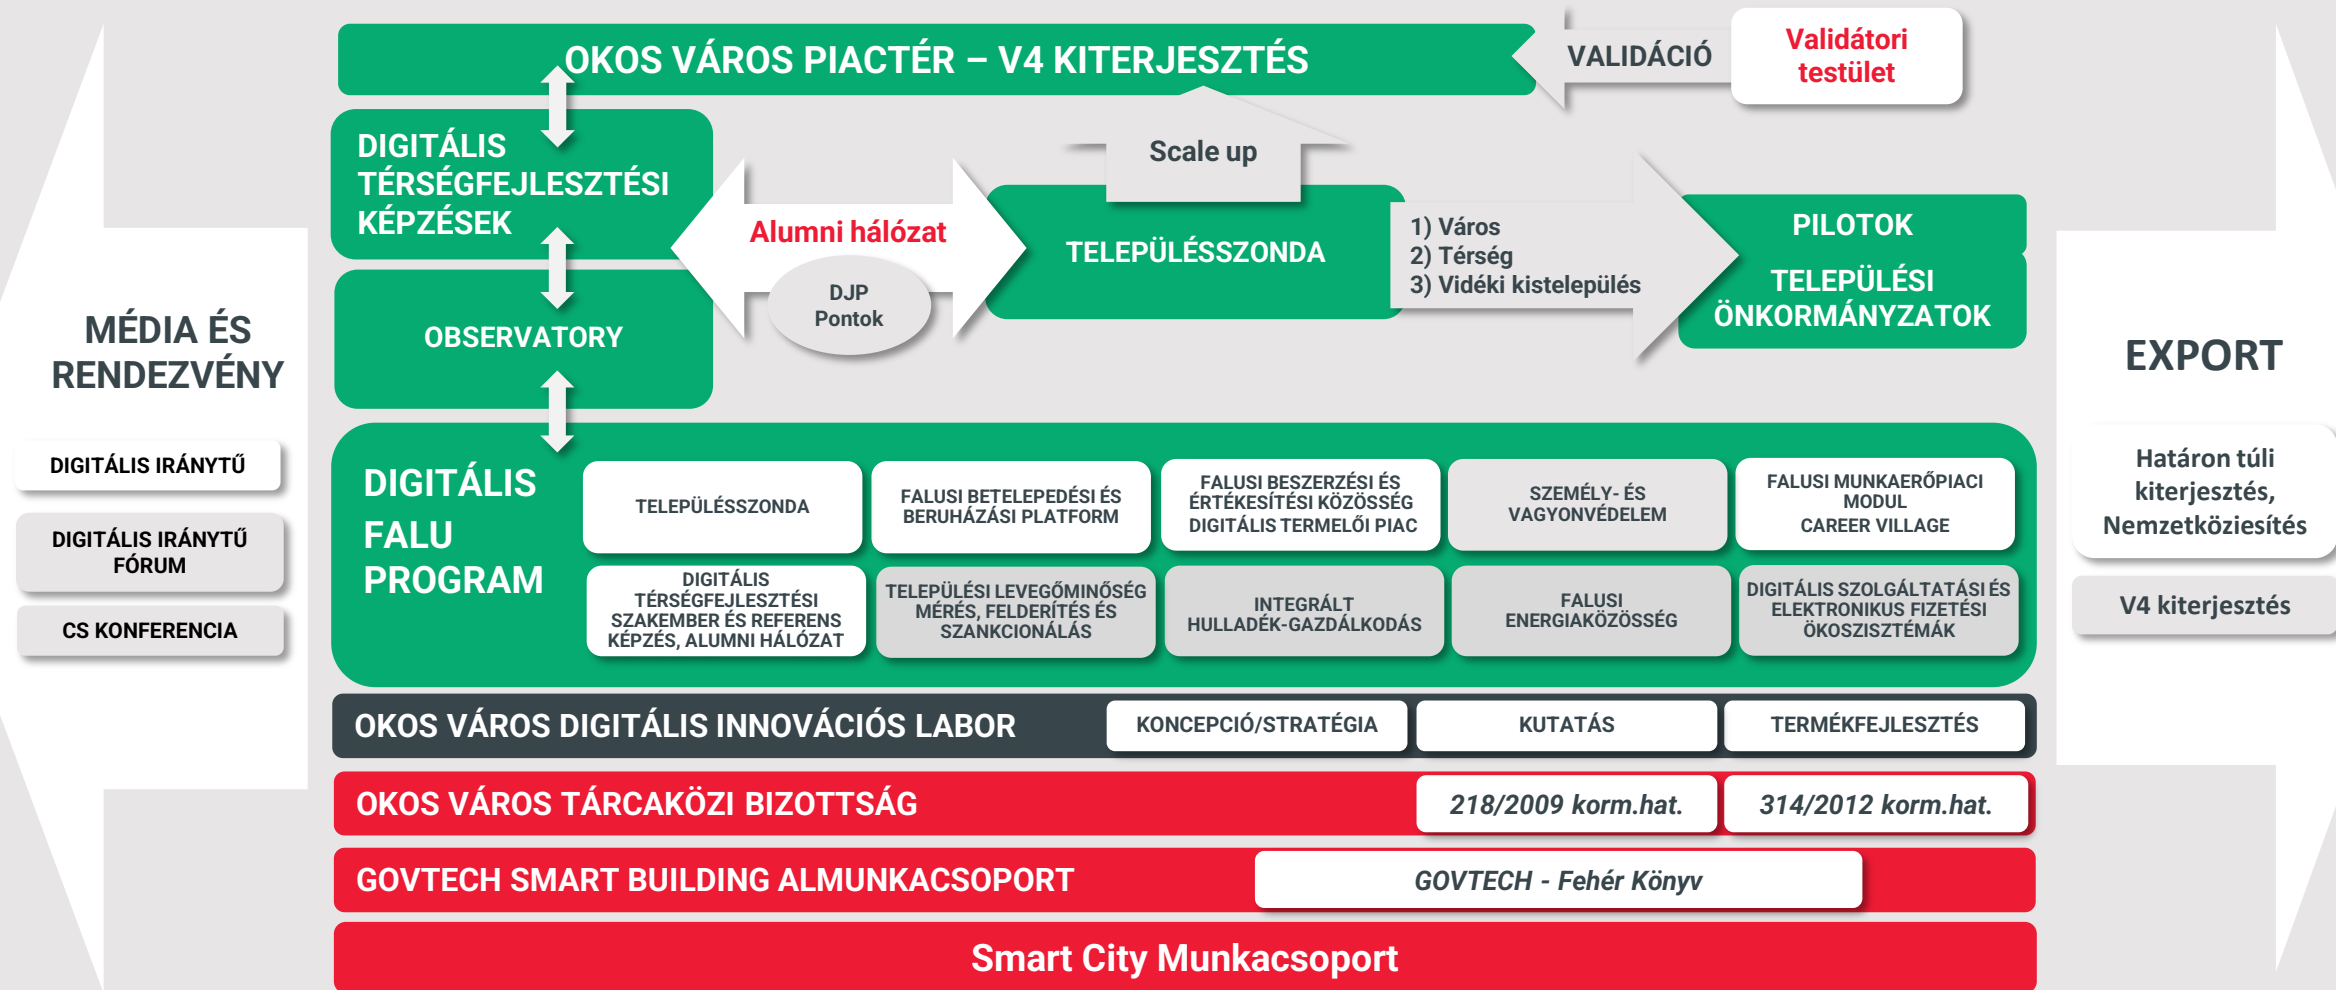 OKOS VÁROS PIACTÉR – V4 KITERJESZTÉS
VALIDÁCIÓ
Validátori
testület
DIGITÁLIS
TÉRSÉGFEJLESZTÉSI
KÉPZÉSEK
Scale up
Alumni hálózat
DJP
Pontok
TELEPÜLÉSSZONDA
1) Város
2) Térség
3) Vidéki kistelepülés
PILOTOK
TELEPÜLÉSI
ÖNKORMÁNYZATOK
OBSERVATORY
MÉDIA ÉS
RENDEZVÉNY
DIGITÁLIS IRÁNYTŰ
DIGITÁLIS IRÁNYTŰ
FÓRUM
CS KONFERENCIA
EXPORT
Határon túli
kiterjesztés,
Nemzetköziesítés
V4 kiterjesztés
DIGITÁLIS
FALU
PROGRAM
TELEPÜLÉSSZONDA
FALUSI BETELEPEDÉSI ÉS
BERUHÁZÁSI PLATFORM
FALUSI BESZERZÉSI ÉS
ÉRTÉKESÍTÉSI KÖZÖSSÉG
DIGITÁLIS TERMELŐI PIAC
SZEMÉLY- ÉS
VAGYONVÉDELEM
FALUSI MUNKAERŐPIACI
MODUL
CAREER VILLAGE
DIGITÁLIS
TÉRSÉGFEJLESZTÉSI
SZAKEMBER ÉS REFERENS
KÉPZÉS, ALUMNI HÁLÓZAT
TELEPÜLÉSI LEVEGŐMINŐSÉG
MÉRÉS, FELDERÍTÉS ÉS
SZANKCIONÁLÁS
INTEGRÁLT
HULLADÉK-GAZDÁLKODÁS
FALUSI
ENERGIAKÖZÖSSÉG
DIGITÁLIS SZOLGÁLTATÁSI ÉS
ELEKTRONIKUS FIZETÉSI
ÖKOSZISZTÉMÁK
OKOS VÁROS DIGITÁLIS INNOVÁCIÓS LABOR
KONCEPCIÓ/STRATÉGIA
KUTATÁS
TERMÉKFEJLESZTÉS
OKOS VÁROS TÁRCAKÖZI BIZOTTSÁG
218/2009 korm.hat.
314/2012 korm.hat.
GOVTECH SMART BUILDING ALMUNKACSOPORT
GOVTECH - Fehér Könyv
Smart City Munkacsoport